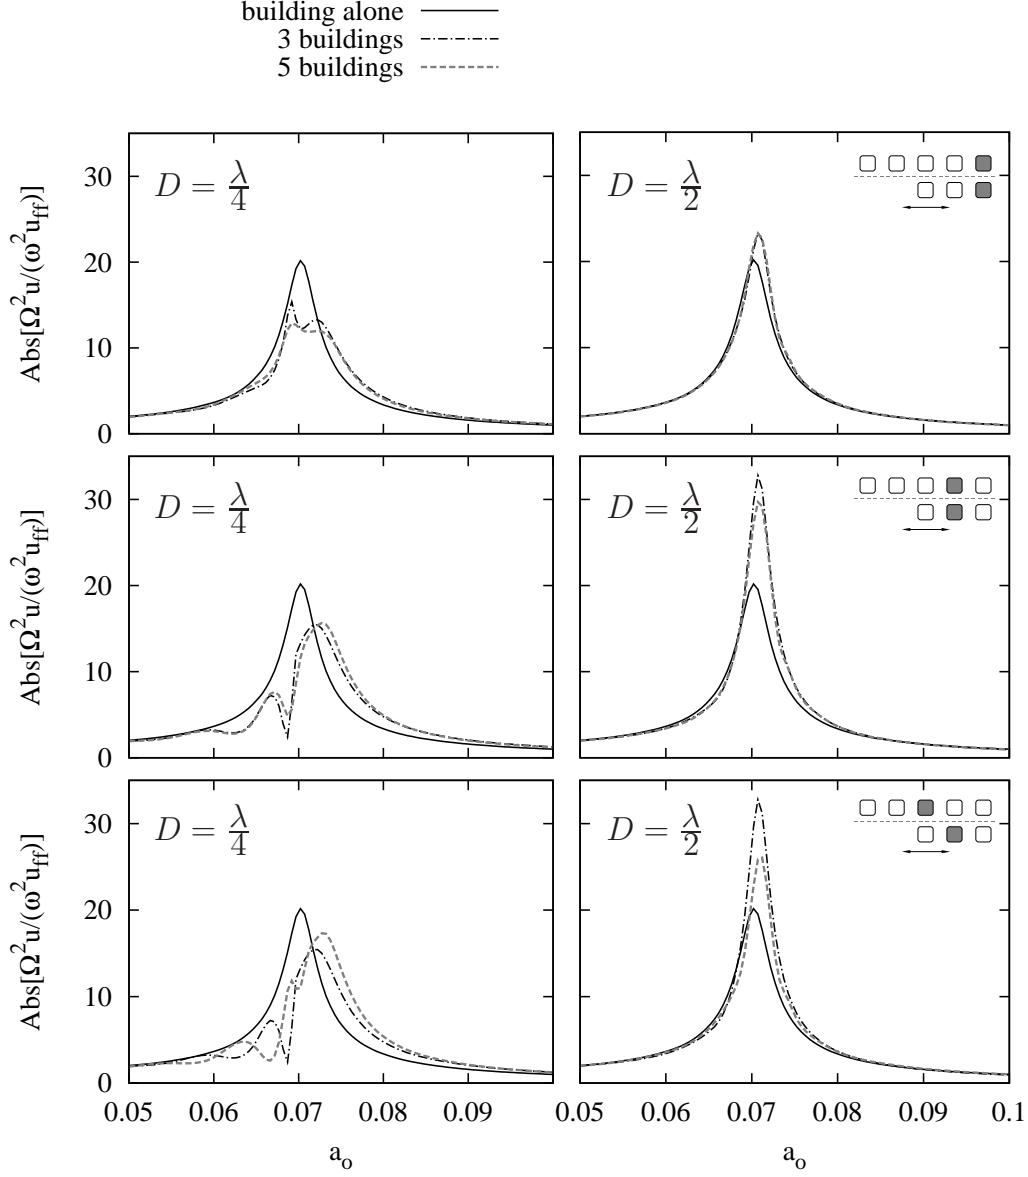 building alone
3 buildings
5 buildings
Abs[Ω²u/(ω²u_ff)]
30
20
10
0
D = λ/4
D = λ/2
Abs[Ω²u/(ω²u_ff)]
30
20
10
0
D = λ/4
D = λ/2
Abs[Ω²u/(ω²u_ff)]
30
20
10
0
D = λ/4
D = λ/2
0.05 0.06 0.07 0.08 0.09 0.05 0.06 0.07 0.08 0.09 0.1
a_o a_o